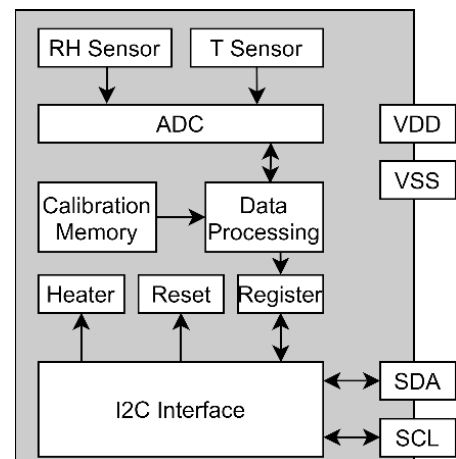 RH Sensor
T Sensor
ADC
VDD
VSS
Calibration
Memory
Data
Processing
Heater
Reset
Register
I2C Interface
SDA
SCL